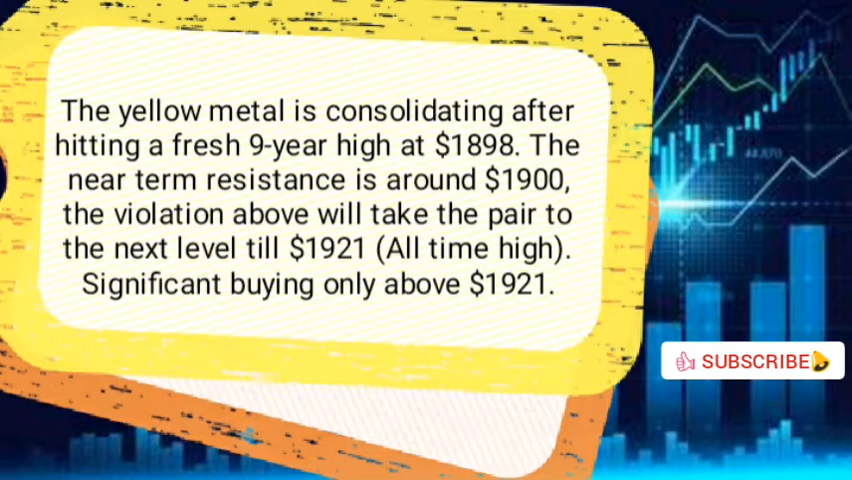 The yellow metal is consolidating after
hitting a fresh 9-year high at $1898. The
near term resistance is around $1900,
the violation above will take the pair to
the next level till $1921 (All time high).
Significant buying only above $1921.
SUBSCRIBE